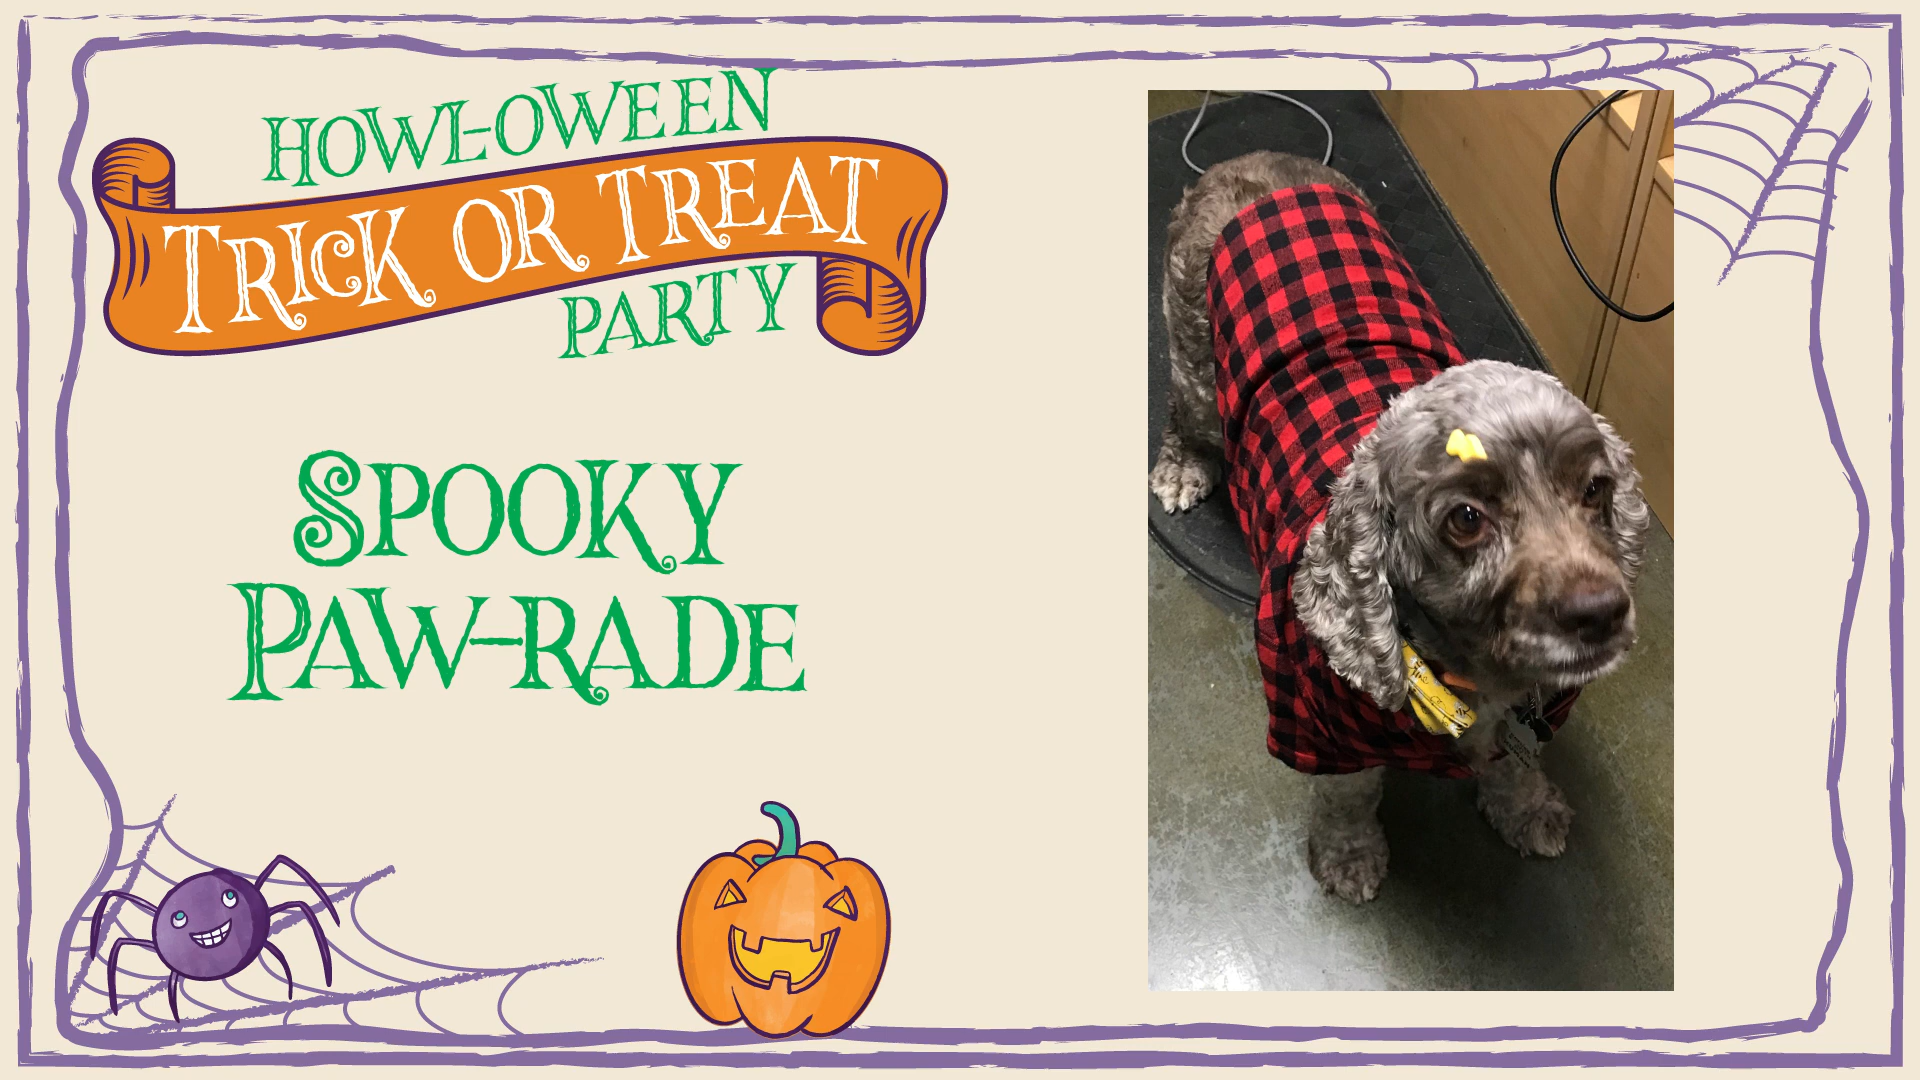 HOWL-OWEEN
TRICK OR TREAT
PARTY
SPOOKY
PAW-RADE